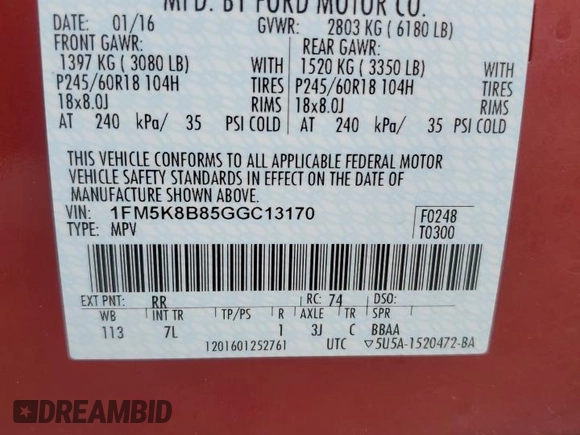 MFD. BY FORD MOTOR CO.
DATE: 01/16 GVWR: 2803 KG ( 6180 LB)
FRONT GAWR: REAR GAWR:
1397 KG ( 3080 LB) WITH 1520 KG ( 3350 LB) WITH
P245/60R18 104H TIRES P245/60R18 104H TIRES
18x8.0J RIMS 18x8.0J RIMS
AT 240 kPa/ 35 PSI COLD AT 240 kPa/ 35 PSI COLD
THIS VEHICLE CONFORMS TO ALL APPLICABLE FEDERAL MOTOR
VEHICLE SAFETY STANDARDS IN EFFECT ON THE DATE OF
MANUFACTURE SHOWN ABOVE.
VIN: 1FM5K8B85GGC13170 F0248
TYPE: MPV T0300
EXT PNT: RR RC: 74 DSO:
WB INT TR TP/PS R AXLE TR SPR
113 7L 1 3J C BBAA
1201601252761 UTC ▽5U5A-1520472-BA
DREAMBID